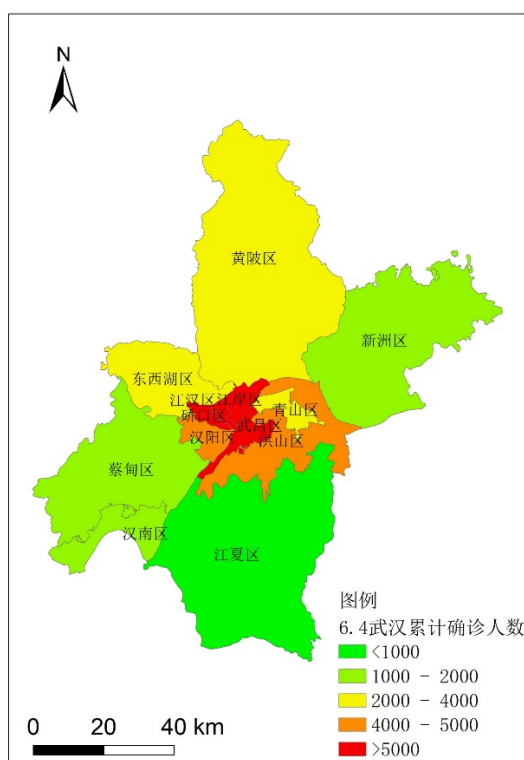 N
黄陂区
新洲区
东西湖区
江汉区
江岸区
硚口区
青山区
武昌区
汉阳区
洪山区
蔡甸区
汉南区
江夏区
图例
6.4武汉累计确诊人数
<1000
1000 - 2000
2000 - 4000
4000 - 5000
>5000
0 20 40 km